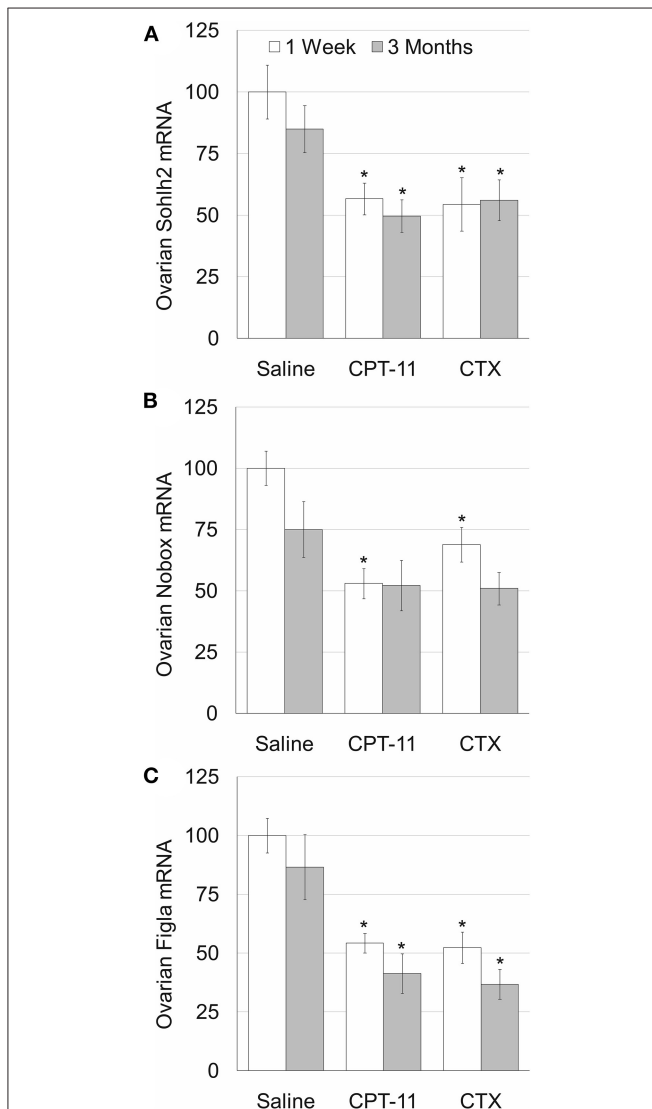 A
125
1 Week 3 Months
100
75
50
25
0
Ovarian Sohlh2 mRNA
* * * *
Saline CPT-11 CTX
B
125
100
75
50
25
0
Ovarian Nobox mRNA
* *
Saline CPT-11 CTX
C
125
100
75
50
25
0
Ovarian Figla mRNA
* * * *
Saline CPT-11 CTX